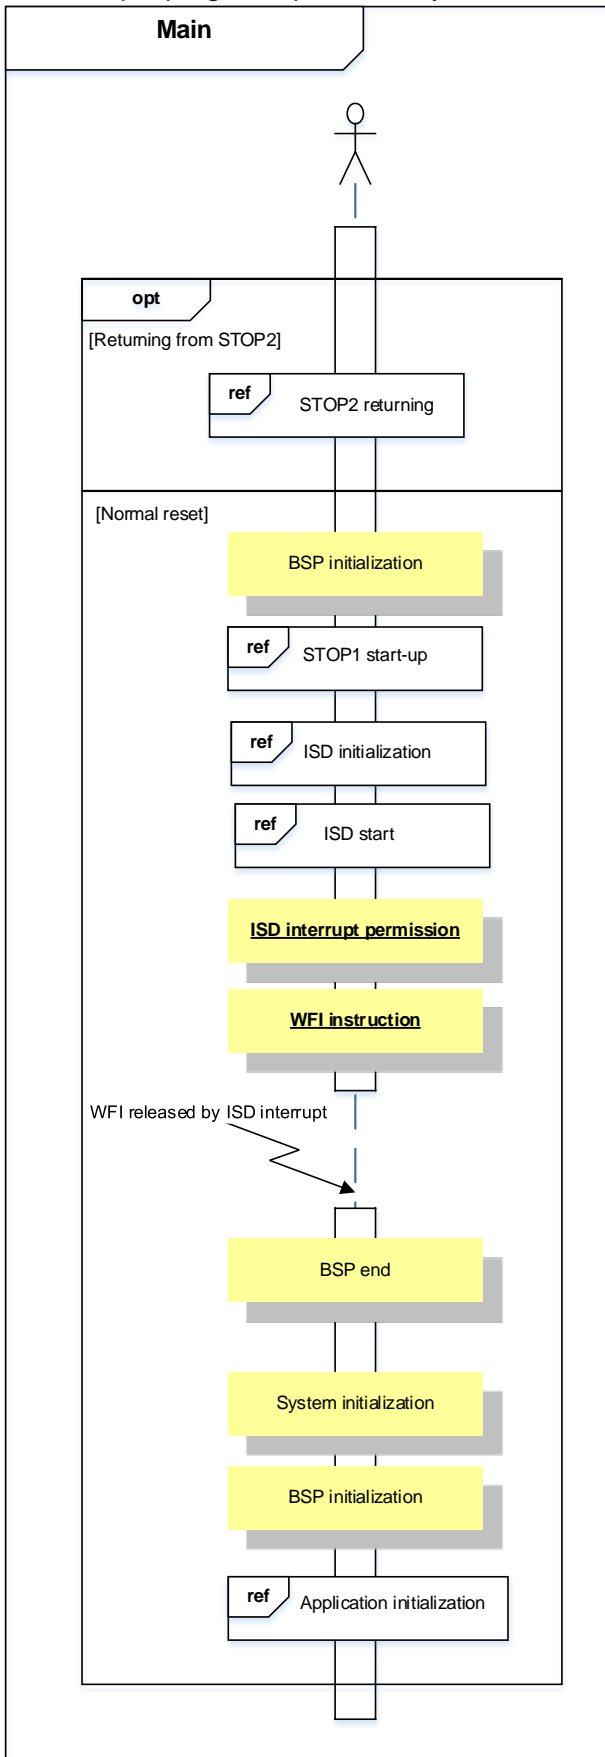 Main
opt
[Returning from STOP2]
ref
STOP2 returning
[Normal reset]
BSP initialization
ref
STOP1 start-up
ref
ISD initialization
ref
ISD start
ISD interrupt permission
WFI instruction
WFI released by ISD interrupt
BSP end
System initialization
BSP initialization
ref
Application initialization